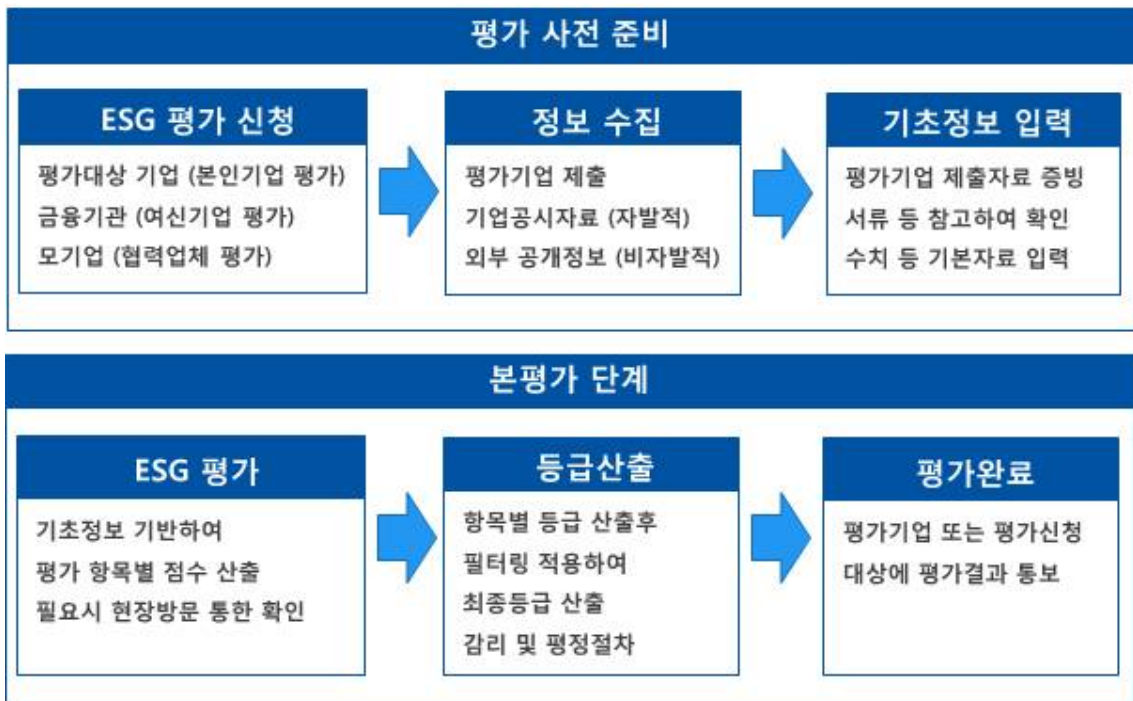 평가 사전 준비
ESG 평가 신청
평가대상 기업 (본인기업 평가)
금융기관 (여신기업 평가)
모기업 (협력업체 평가)
정보 수집
평가기업 제출
기업공시자료 (자발적)
외부 공개정보 (비자발적)
기초정보 입력
평가기업 제출자료 증빙
서류 등 참고하여 확인
수치 등 기본자료 입력
본평가 단계
ESG 평가
기초정보 기반하여
평가 항목별 점수 산출
필요시 현장방문 통한 확인
등급산출
항목별 등급 산출후
필터링 적용하여
최종등급 산출
감리 및 평정절차
평가완료
평가기업 또는 평가신청
대상에 평가결과 통보